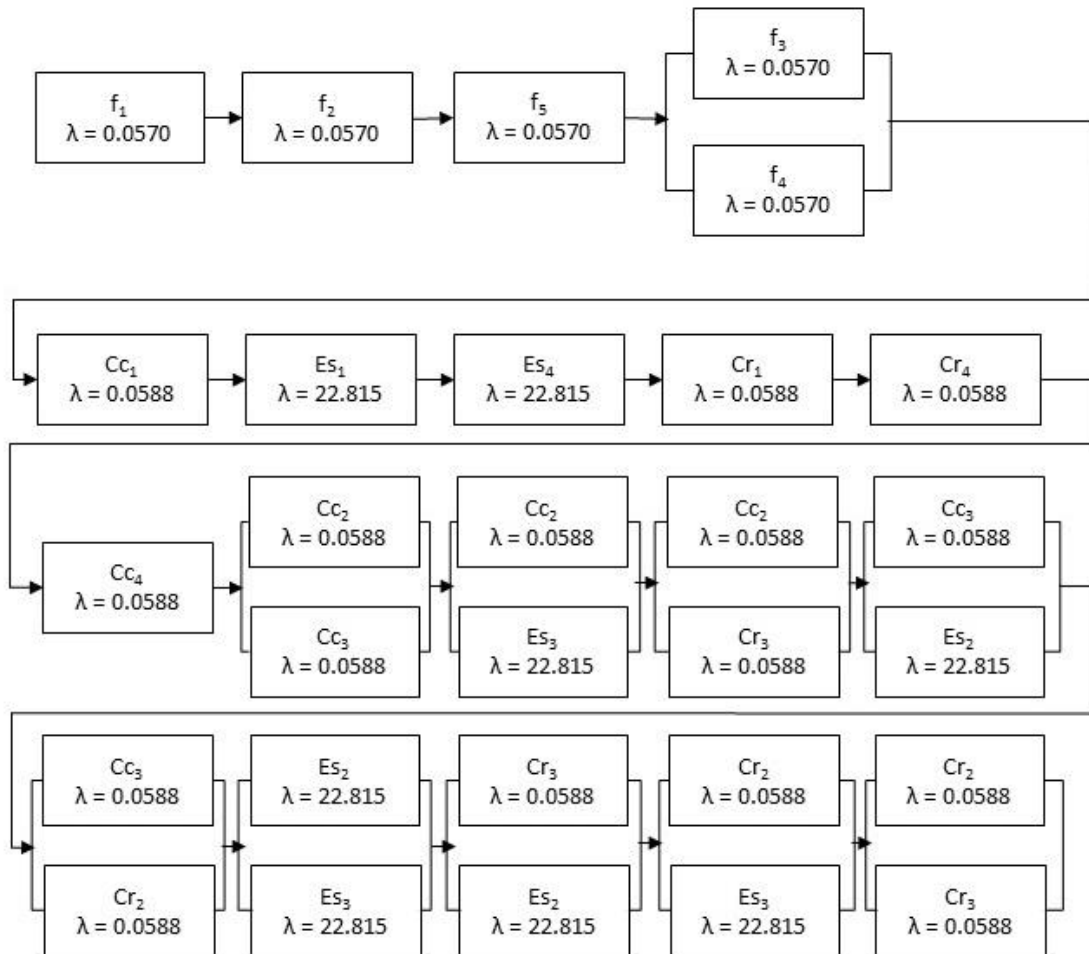 f₁
λ = 0.0570
f₂
λ = 0.0570
f₅
λ = 0.0570
f₃
λ = 0.0570
f₄
λ = 0.0570
Cc₁
λ = 0.0588
Es₁
λ = 22.815
Es₄
λ = 22.815
Cr₁
λ = 0.0588
Cr₄
λ = 0.0588
Cc₄
λ = 0.0588
Cc₂
λ = 0.0588
Cc₃
λ = 0.0588
Cc₂
λ = 0.0588
Es₃
λ = 22.815
Cc₂
λ = 0.0588
Cr₃
λ = 0.0588
Cc₃
λ = 0.0588
Es₂
λ = 22.815
Cc₃
λ = 0.0588
Cr₂
λ = 0.0588
Es₂
λ = 22.815
Es₃
λ = 22.815
Cr₃
λ = 0.0588
Es₂
λ = 22.815
Cr₂
λ = 0.0588
Es₃
λ = 22.815
Cr₂
λ = 0.0588
Cr₃
λ = 0.0588